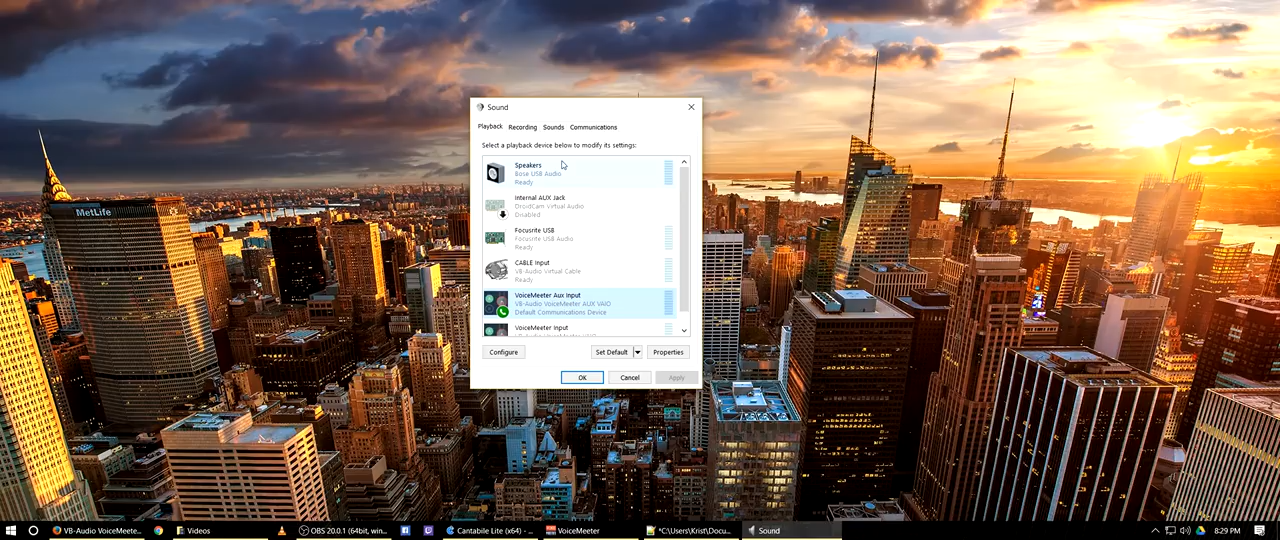 MetLife
Sound
Playback Recording Sounds Communications
Select a playback device below to modify its settings:
Speakers
Bose USB Audio
Ready
Internal AUX Jack
DroidCam Virtual Audio
Disabled
Focusrite USB
Focusrite USB Audio
Ready
CABLE Input
VB-Audio Virtual Cable
Ready
VoiceMeeter Aux Input
VB-Audio VoiceMeeter AUX VAIO
Default Communications Device
VoiceMeeter Input
Configure Set Default Properties
OK Cancel Apply
VB-Audio VoiceMeete... Videos OBS 20.0.1 (64bit, win... Cantabile Lite (x64) - ... VoiceMeeter *C:\Users\Krist\Docu... Sound 8:29 PM